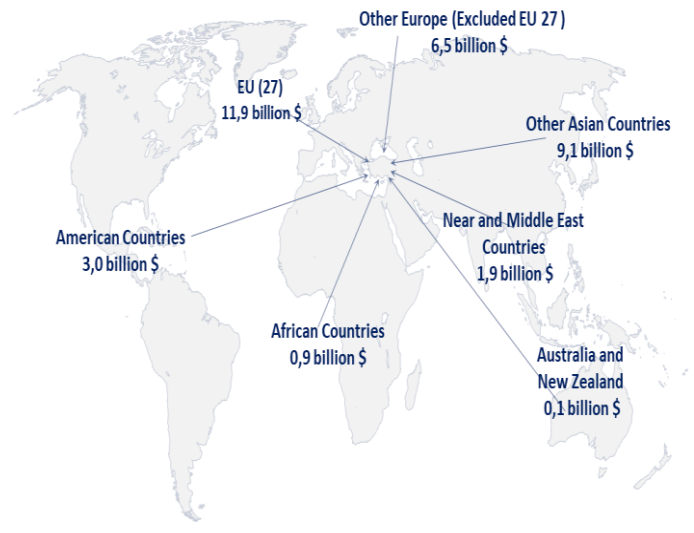 Other Europe (Excluded EU 27 )
6,5 billion $
EU (27)
11,9 billion $
Other Asian Countries
9,1 billion $
Near and Middle East
Countries
1,9 billion $
American Countries
3,0 billion $
African Countries
0,9 billion $
Australia and
New Zealand
0,1 billion $